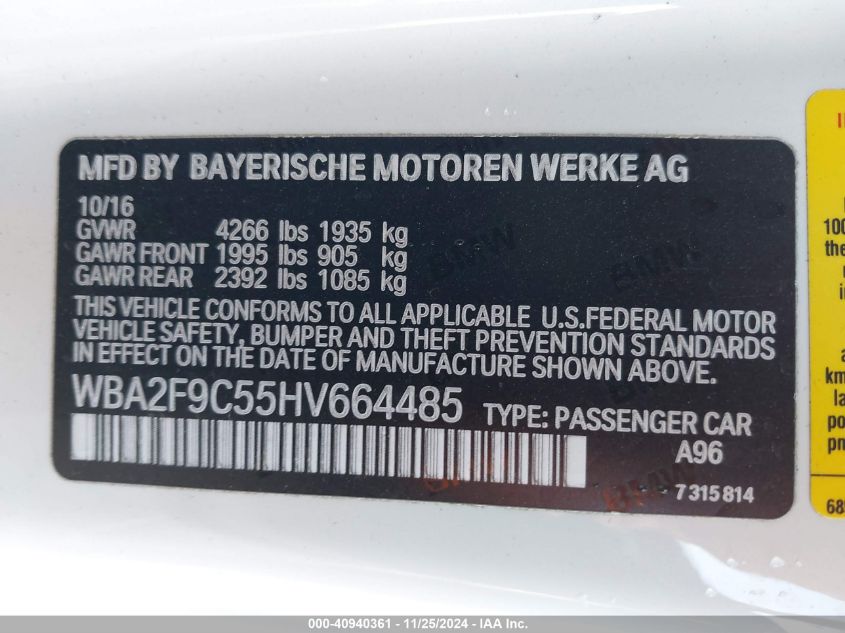 MFD BY BAYERISCHE MOTOREN WERKE AG
10/16
GVWR 4266 lbs 1935 kg
GAWR FRONT 1995 lbs 905 kg
GAWR REAR 2392 lbs 1085 kg
THIS VEHICLE CONFORMS TO ALL APPLICABLE U.S.FEDERAL MOTOR
VEHICLE SAFETY, BUMPER AND THEFT PREVENTION STANDARDS
IN EFFECT ON THE DATE OF MANUFACTURE SHOWN ABOVE.
WBA2F9C55HV664485 TYPE: PASSENGER CAR
A96
7315814
BMW
BMW
000-40940361 - 11/25/2024 - IAA Inc.